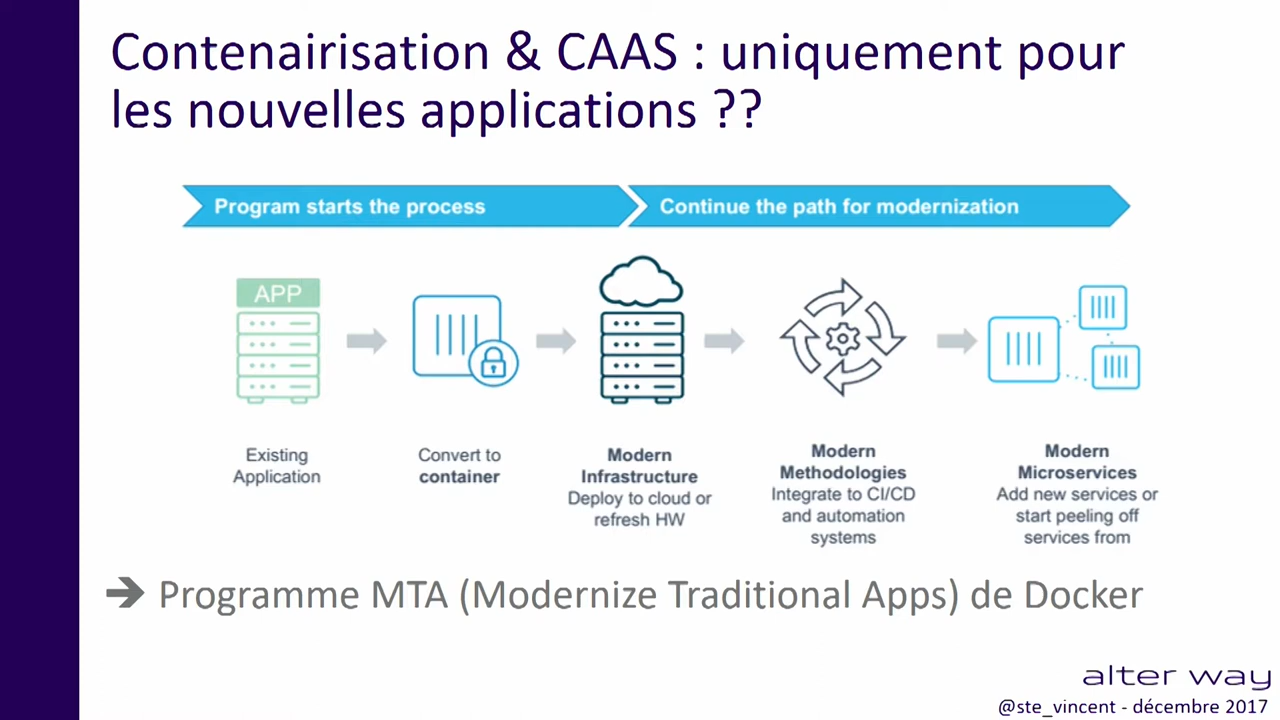 Contenairisation & CAAS : uniquement pour
les nouvelles applications ??
Program starts the process
Continue the path for modernization
APP
Existing
Application
Convert to
container
Modern
Infrastructure
Deploy to cloud or
refresh HW
Modern
Methodologies
Integrate to CI/CD
and automation
systems
Modern
Microservices
Add new services or
start peeling off
services from
➔ Programme MTA (Modernize Traditional Apps) de Docker
alter way
@ste_vincent - décembre 2017